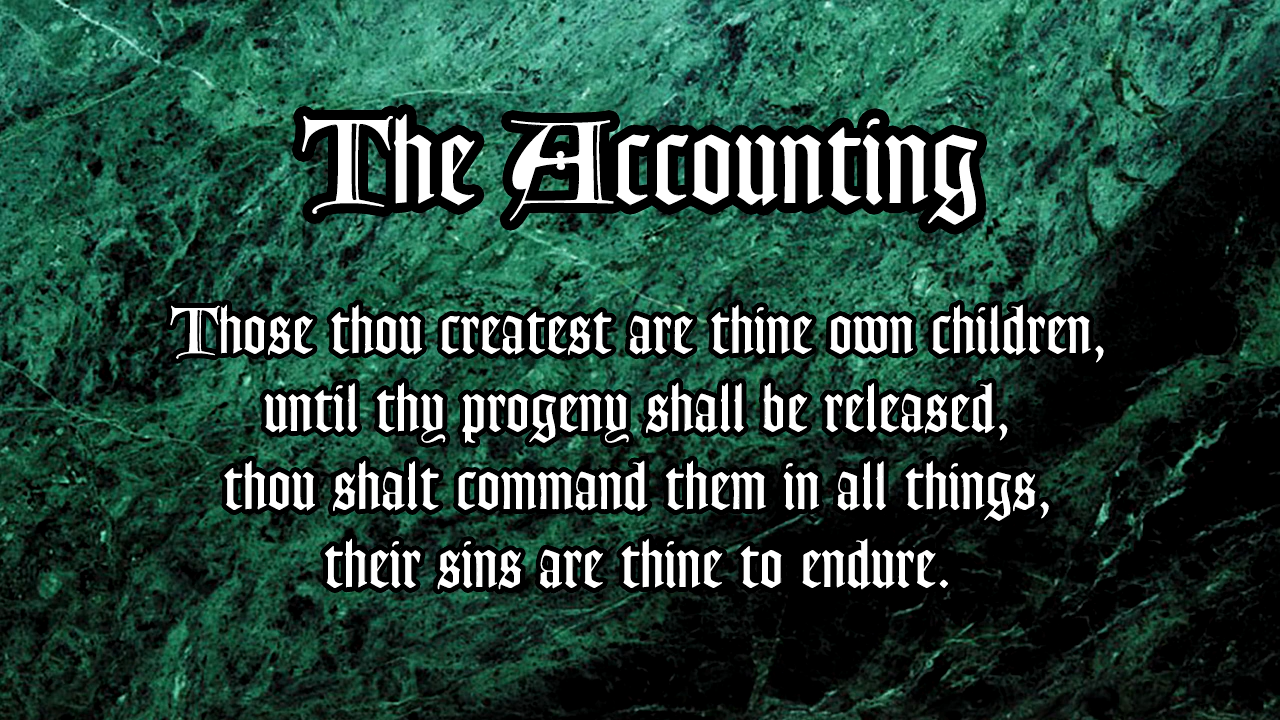 The Accounting
Those thou createst are thine own children,
until thy progeny shall be released,
thou shalt command them in all things,
their sins are thine to endure.